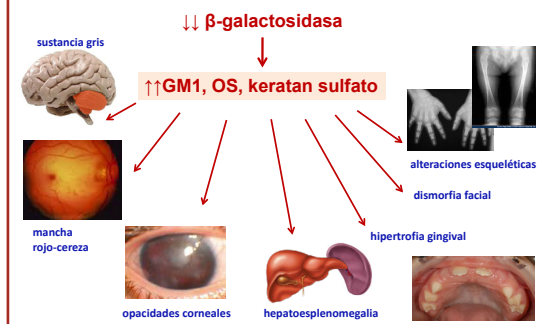 ↓↓ β-galactosidasa
sustancia gris
↑↑GM1, OS, keratan sulfato
alteraciones esqueléticas
dismorfia facial
mancha
rojo-cereza
hipertrofia gingival
opacidades corneales
hepatoesplenomegalia